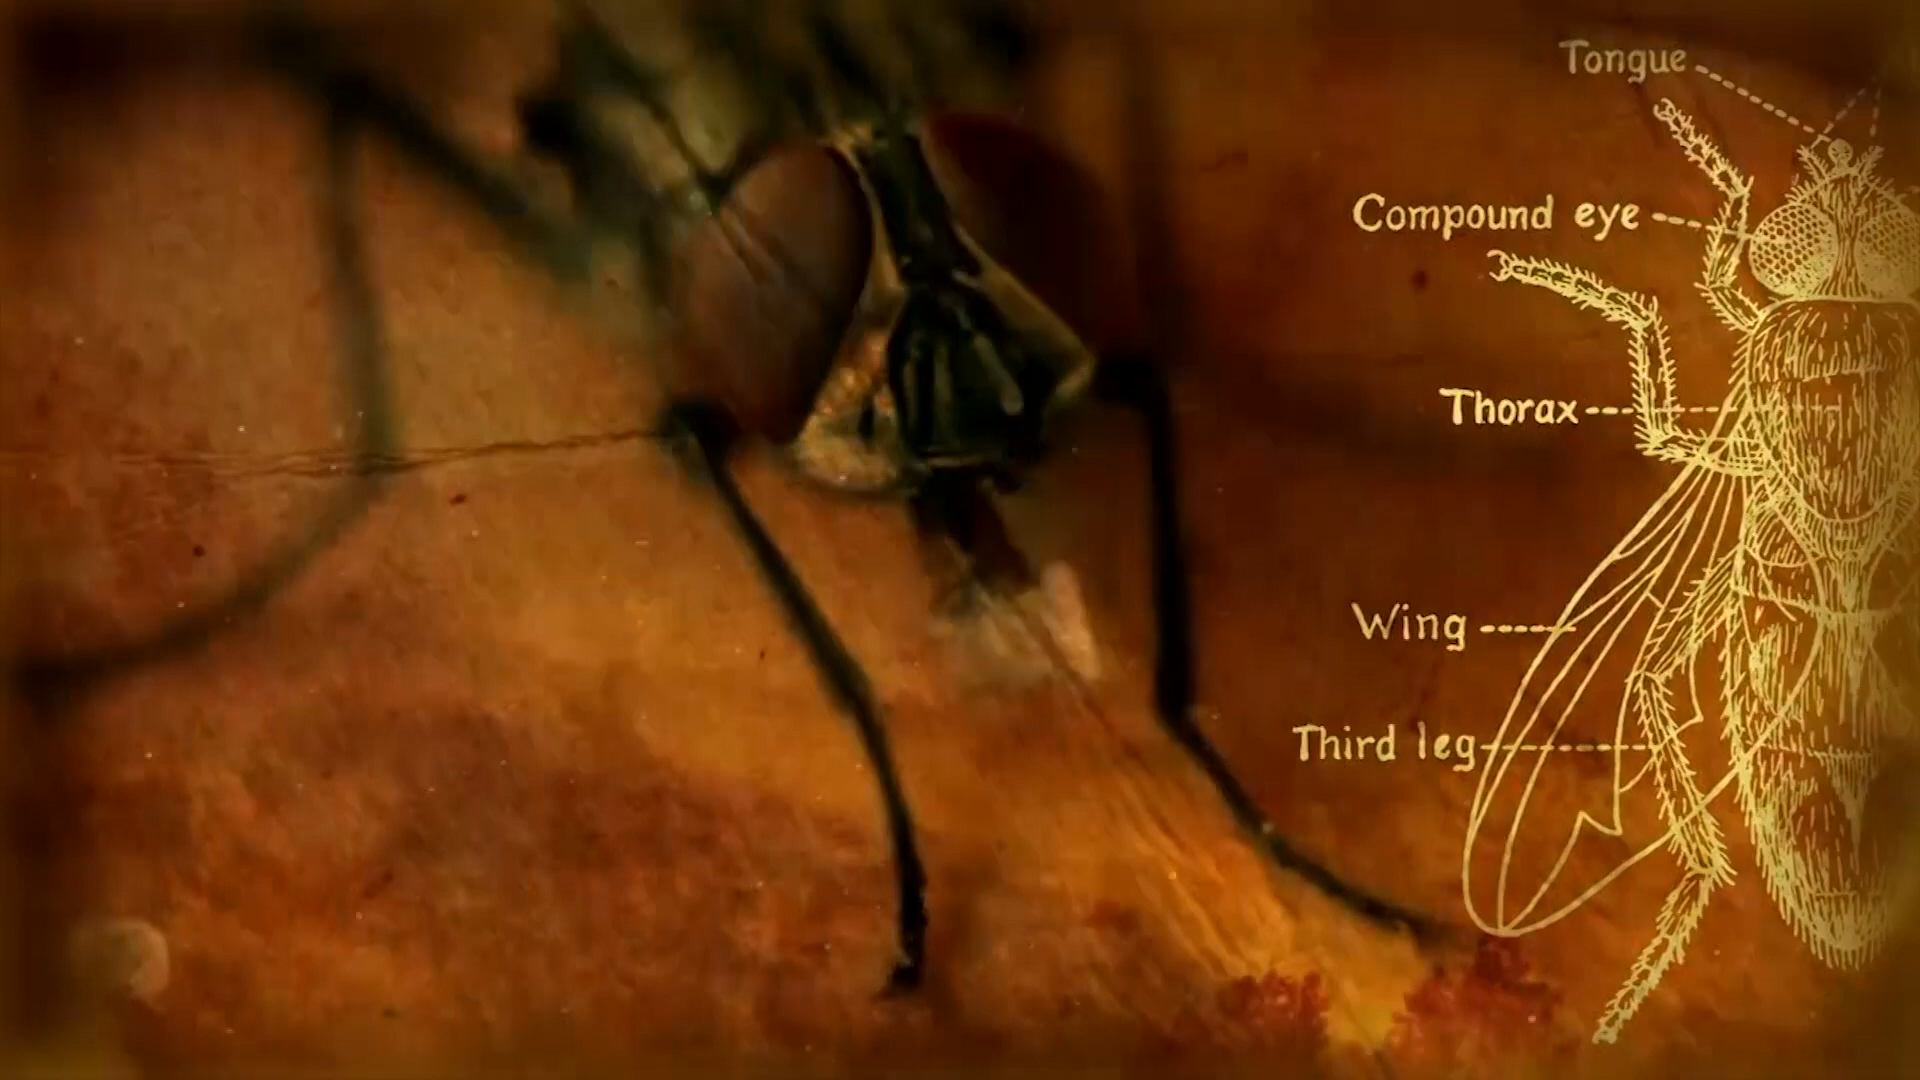 Tongue
Compound eye
Thorax
Wing
Third leg